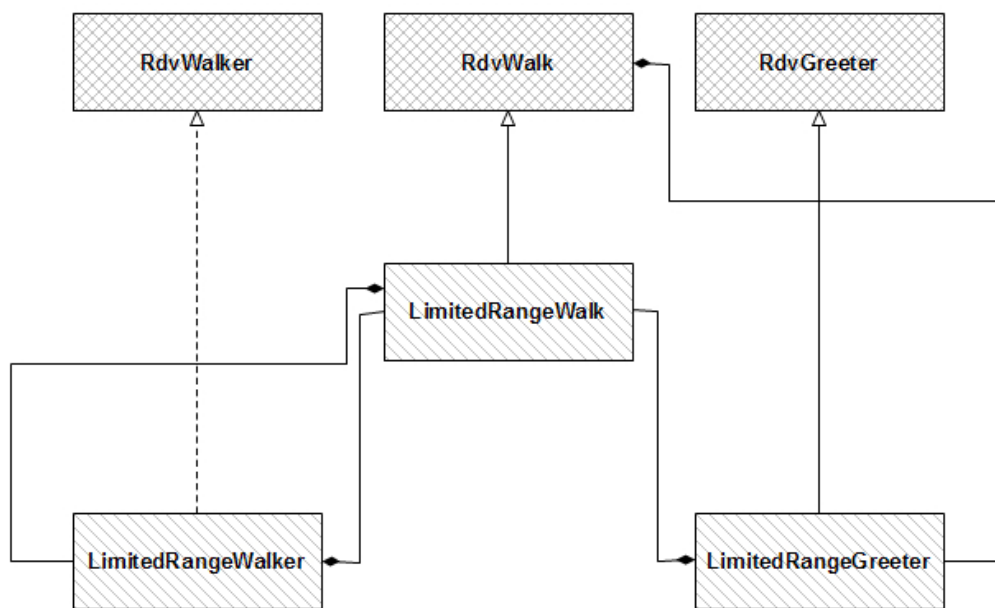 RdvWalker
RdvWalk
RdvGreeter
LimitedRangeWalk
LimitedRangeWalker
LimitedRangeGreeter